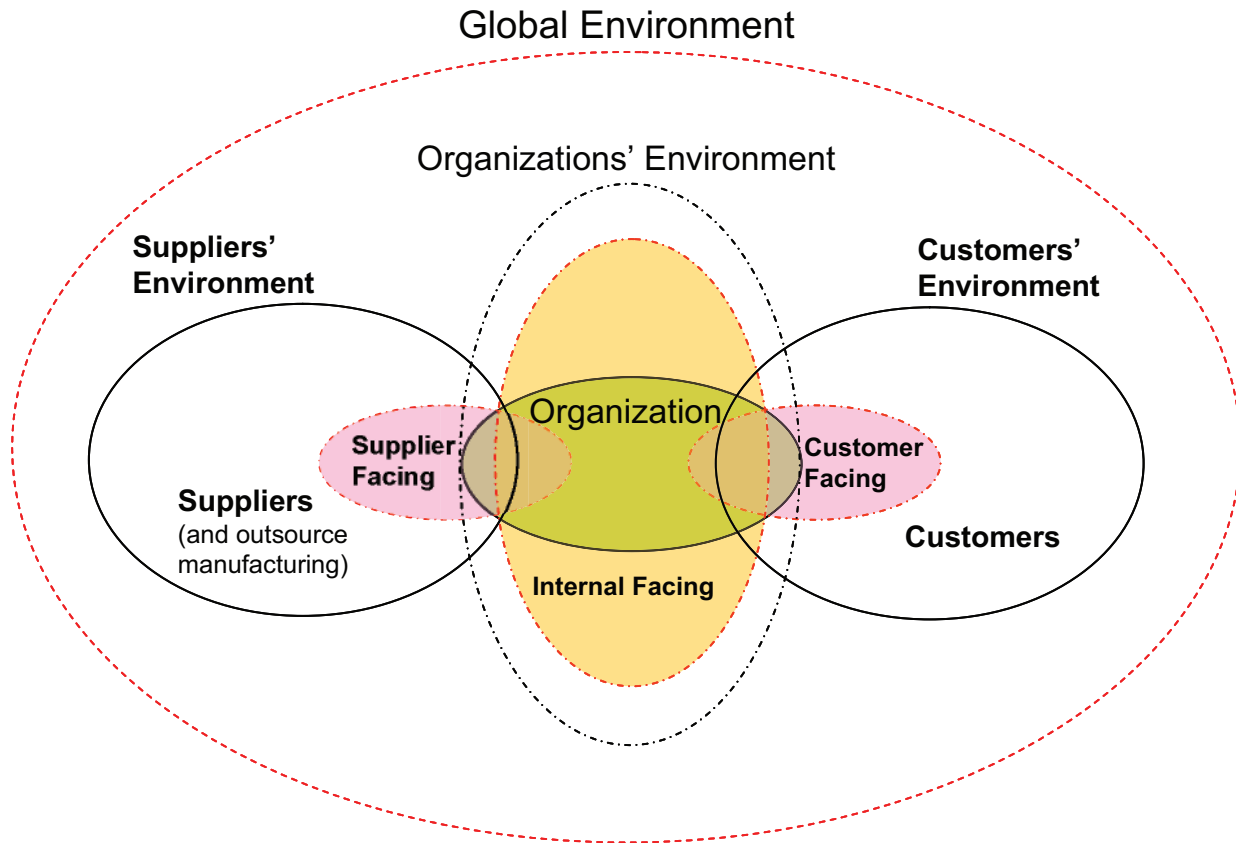 Global Environment
Organizations’ Environment
Suppliers’
Environment
Customers’
Environment
Organization
Supplier
Facing
Customer
Facing
Suppliers
(and outsource
manufacturing)
Customers
Internal Facing